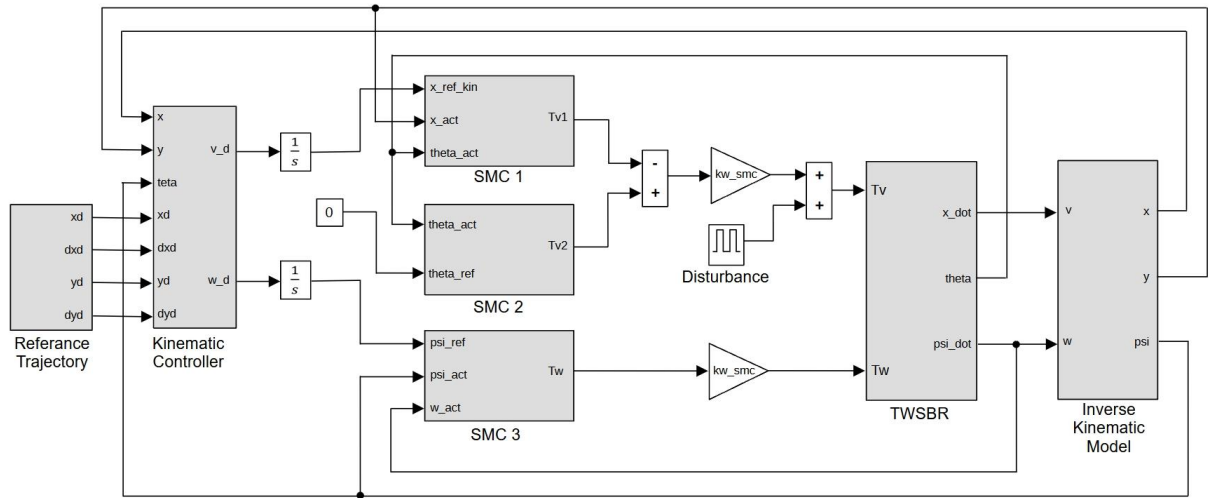 xd
dxd
yd
dyd
Referance
Trajectory
x
y
teta
xd
dxd
yd
dyd
v_d
w_d
Kinematic
Controller
1
s
1
s
0
x_ref_kin
x_act
theta_act
Tv1
SMC 1
theta_act
theta_ref
Tv2
SMC 2
psi_ref
psi_act
w_act
Tw
SMC 3
-
+
kw_smc
Disturbance
+
+
kw_smc
Tv
Tw
x_dot
theta
psi_dot
TWSBR
v
w
x
y
psi
Inverse
Kinematic
Model